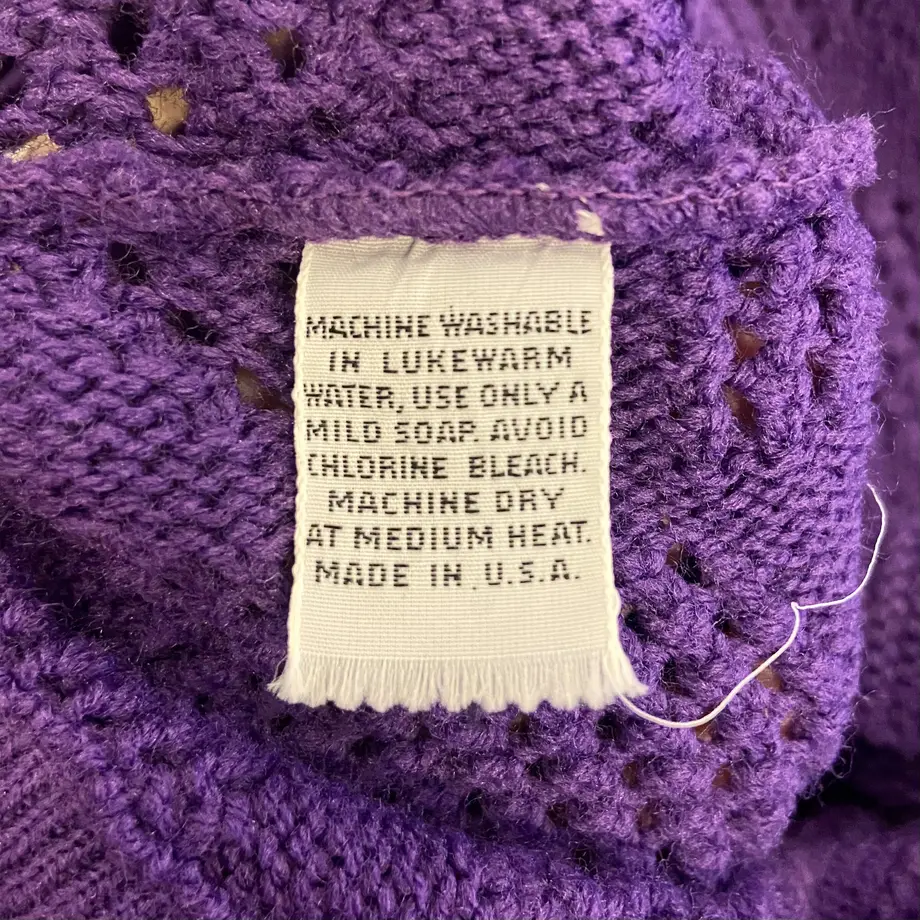 MACHINE WASHABLE
IN LUKEWARM
WATER, USE ONLY A
MILD SOAP. AVOID
CHLORINE BLEACH.
MACHINE DRY
AT MEDIUM HEAT.
MADE IN U.S.A.